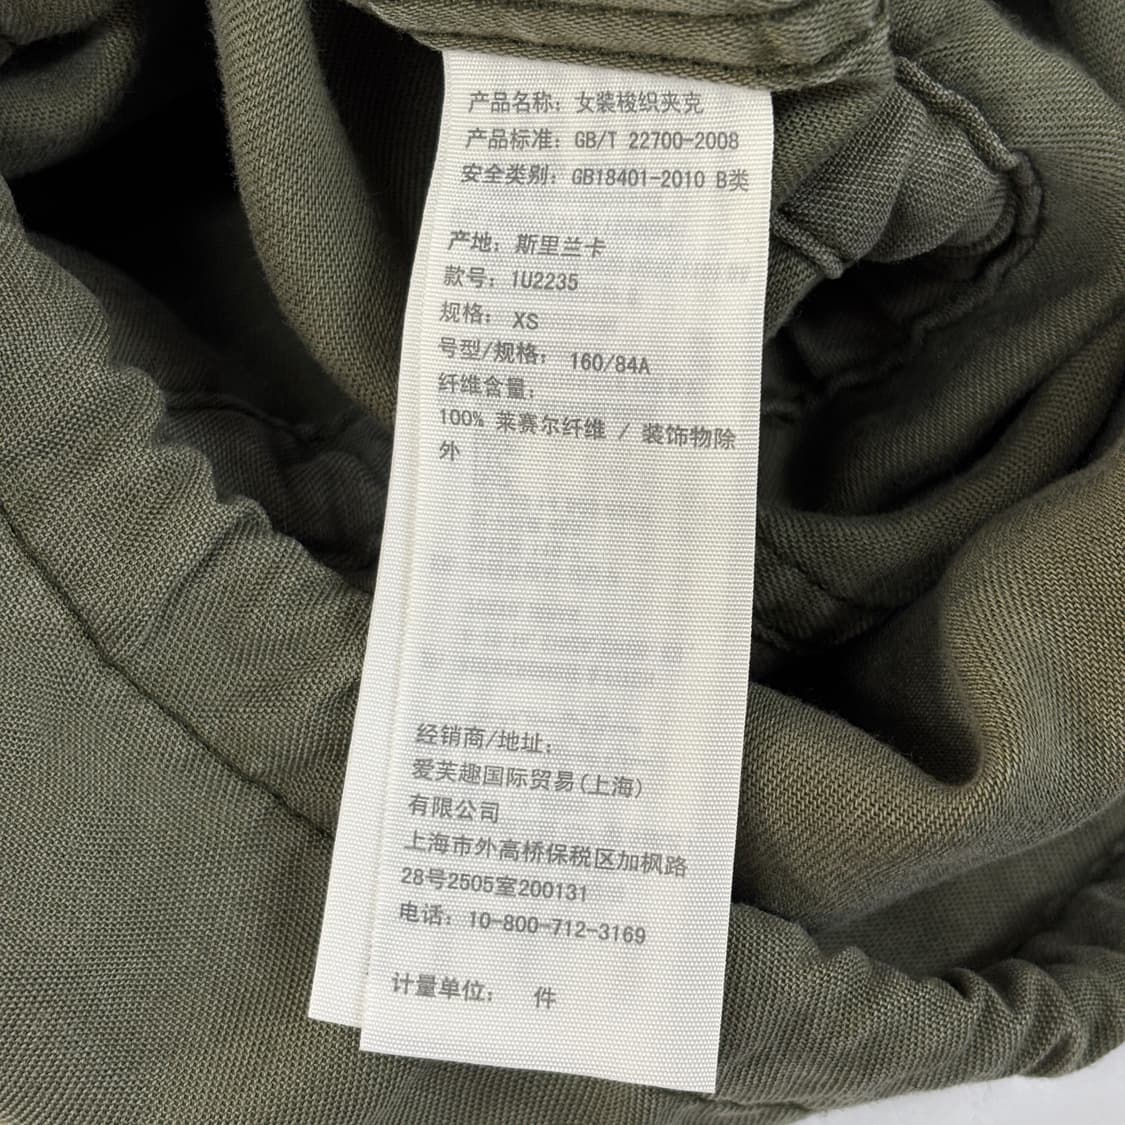 产品名称: 女装梭织夹克
产品标准: GB/T 22700-2008
安全类别: GB18401-2010 B类
产地: 斯里兰卡
款号: 1U2235
规格: XS
号型/规格: 160/84A
纤维含量:
100% 莱赛尔纤维 / 装饰物除
外
经销商/地址:
爱芙趣国际贸易(上海)
有限公司
上海市外高桥保税区加枫路
28号2505室200131
电话: 10-800-712-3169
计量单位: 件